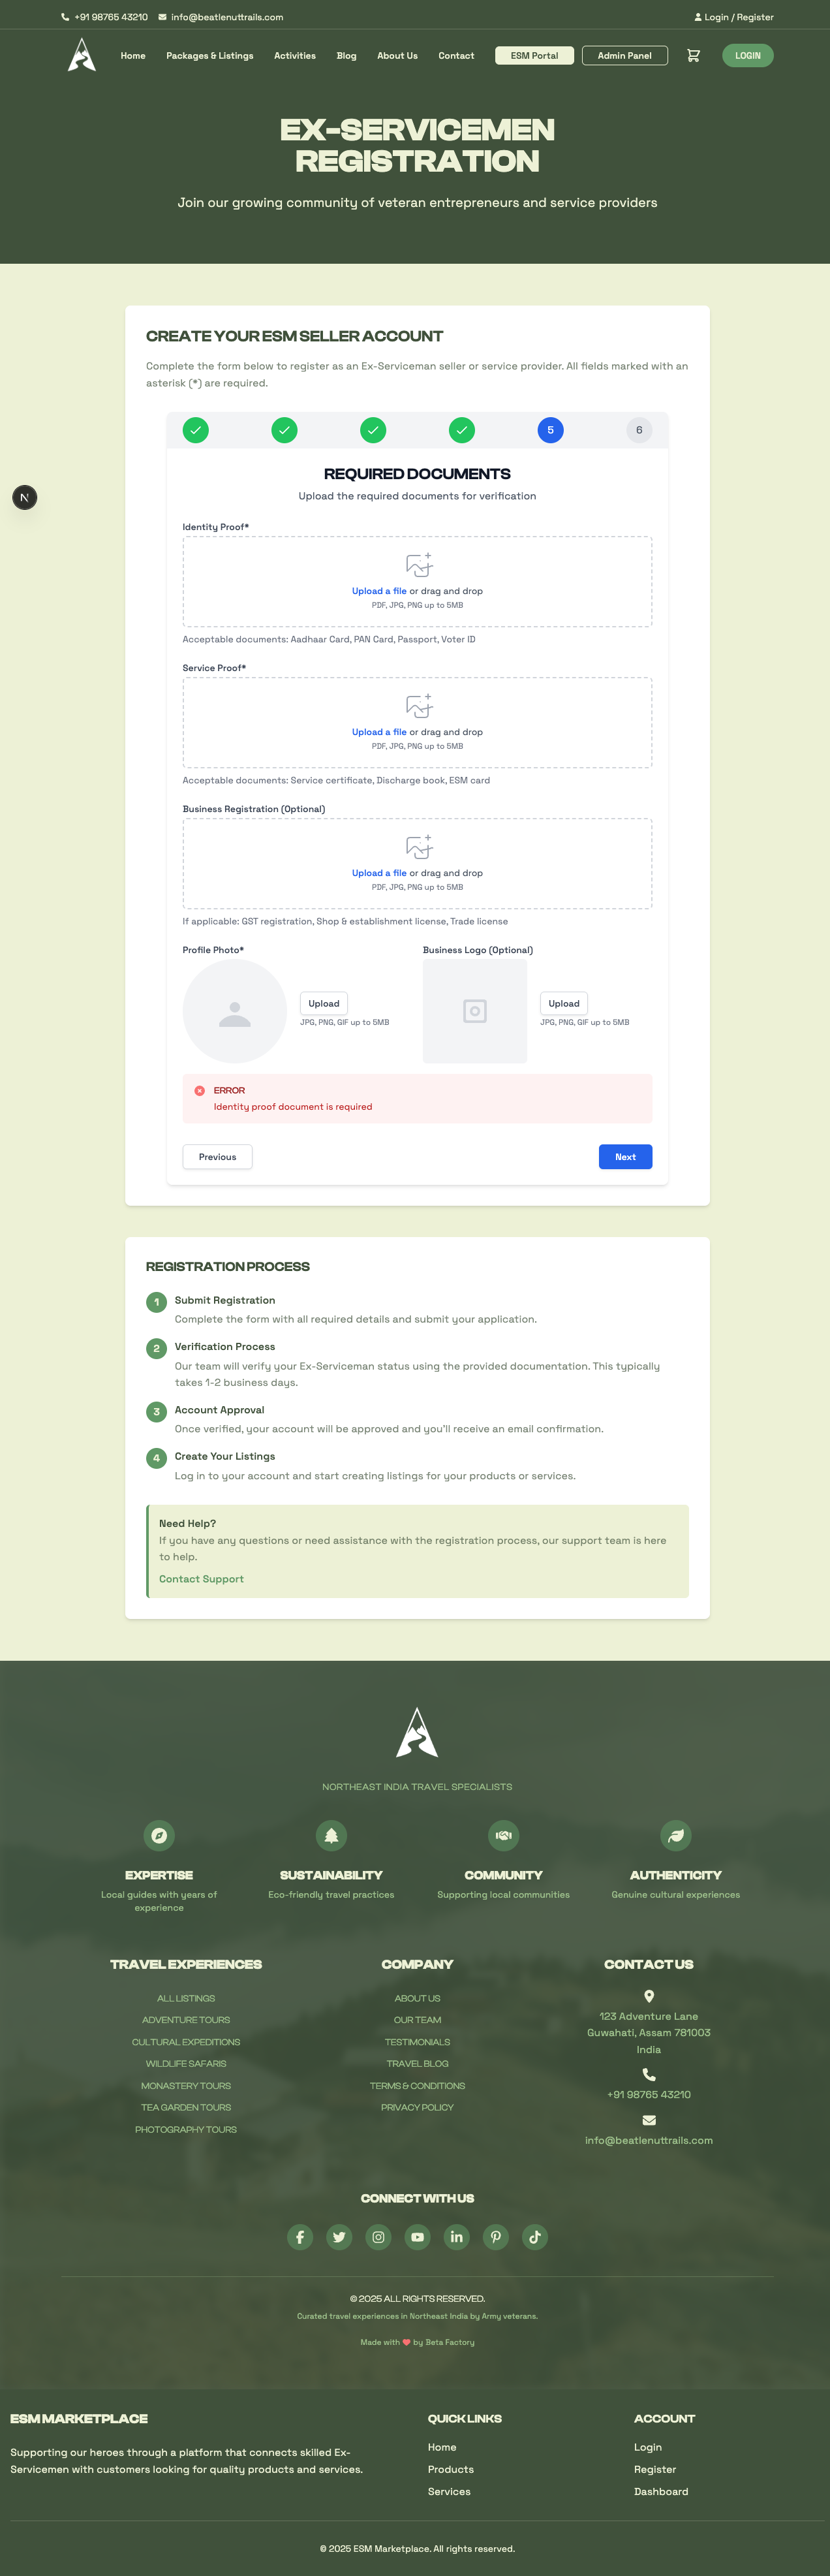 +91 98765 43210
info@beatlenuttrails.com
Login / Register
Home
Packages & Listings
Activities
Blog
About Us
Contact
ESM Portal
Admin Panel
LOGIN
EX-SERVICEMEN
REGISTRATION
Join our growing community of veteran entrepreneurs and service providers
CREATE YOUR ESM SELLER ACCOUNT
Complete the form below to register as an Ex-Serviceman seller or service provider. All fields marked with an
asterisk (*) are required.
5
6
N
REQUIRED DOCUMENTS
Upload the required documents for verification
Identity Proof*
Upload a file or drag and drop
PDF, JPG, PNG up to 5MB
Acceptable documents: Aadhaar Card, PAN Card, Passport, Voter ID
Service Proof*
Upload a file or drag and drop
PDF, JPG, PNG up to 5MB
Acceptable documents: Service certificate, Discharge book, ESM card
Business Registration (Optional)
Upload a file or drag and drop
PDF, JPG, PNG up to 5MB
If applicable: GST registration, Shop & establishment license, Trade license
Profile Photo*
Upload
JPG, PNG, GIF up to 5MB
Business Logo (Optional)
Upload
JPG, PNG, GIF up to 5MB
ERROR
Identity proof document is required
Previous
Next
REGISTRATION PROCESS
1
Submit Registration
Complete the form with all required details and submit your application.
2
Verification Process
Our team will verify your Ex-Serviceman status using the provided documentation. This typically
takes 1-2 business days.
3
Account Approval
Once verified, your account will be approved and you'll receive an email confirmation.
4
Create Your Listings
Log in to your account and start creating listings for your products or services.
Need Help?
If you have any questions or need assistance with the registration process, our support team is here
to help.
Contact Support
NORTHEAST INDIA TRAVEL SPECIALISTS
EXPERTISE
Local guides with years of
experience
SUSTAINABILITY
Eco-friendly travel practices
COMMUNITY
Supporting local communities
AUTHENTICITY
Genuine cultural experiences
TRAVEL EXPERIENCES
ALL LISTINGS
ADVENTURE TOURS
CULTURAL EXPEDITIONS
WILDLIFE SAFARIS
MONASTERY TOURS
TEA GARDEN TOURS
PHOTOGRAPHY TOURS
COMPANY
ABOUT US
OUR TEAM
TESTIMONIALS
TRAVEL BLOG
TERMS & CONDITIONS
PRIVACY POLICY
CONTACT US
123 Adventure Lane
Guwahati, Assam 781003
India
+91 98765 43210
info@beatlenuttrails.com
CONNECT WITH US
© 2025 ALL RIGHTS RESERVED.
Curated travel experiences in Northeast India by Army veterans.
Made with ❤ by Beta Factory
ESM MARKETPLACE
Supporting our heroes through a platform that connects skilled Ex-
Servicemen with customers looking for quality products and services.
QUICK LINKS
Home
Products
Services
ACCOUNT
Login
Register
Dashboard
© 2025 ESM Marketplace. All rights reserved.